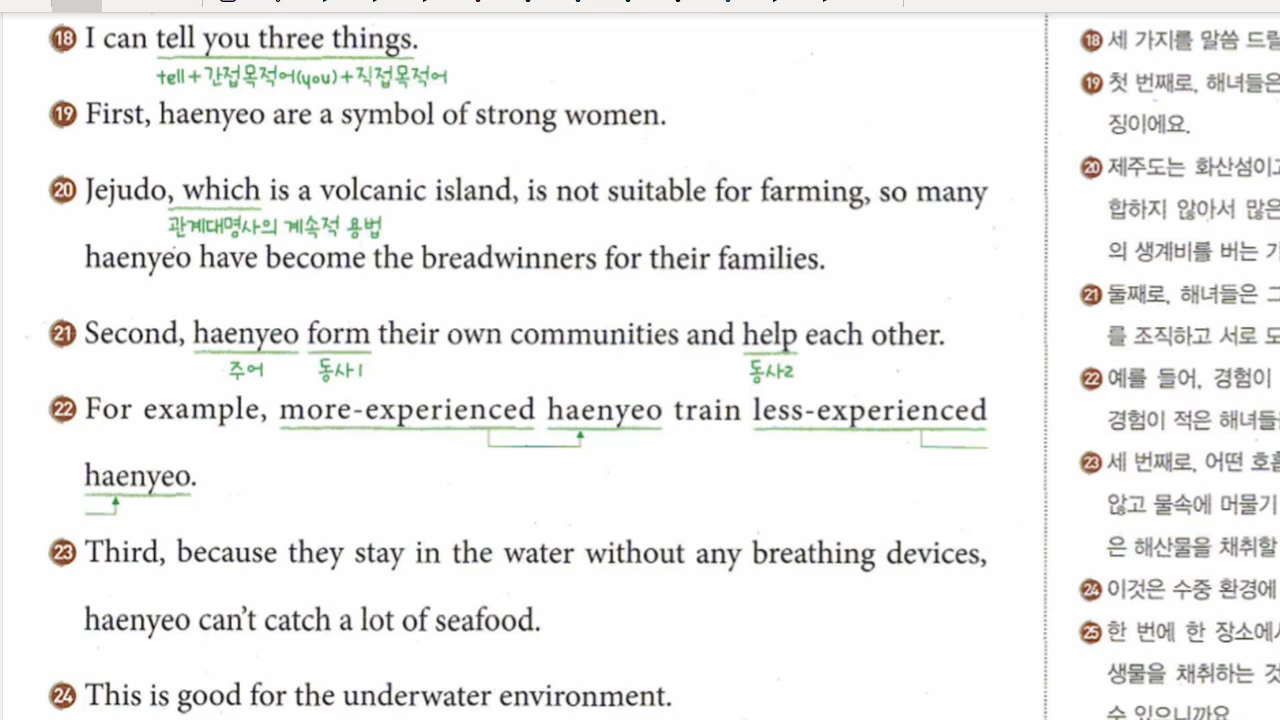 18 I can tell you three things.
tell+간접목적어(you)+직접목적어
19 First, haenyeo are a symbol of strong women.
20 Jejudo, which is a volcanic island, is not suitable for farming, so many
관계대명사의 계속적 용법
haenyeo have become the breadwinners for their families.
21 Second, haenyeo form their own communities and help each other.
주어 동사1 동사2
22 For example, more-experienced haenyeo train less-experienced
haenyeo.
23 Third, because they stay in the water without any breathing devices,
haenyeo can't catch a lot of seafood.
24 This is good for the underwater environment.
18 세 가지를 말씀 드릴
19 첫 번째로, 해녀들은
징이에요.
20 제주도는 화산섬이고
합하지 않아서 많은
의 생계비를 버는 가
21 둘째로, 해녀들은 그
를 조직하고 서로 도
22 예를 들어, 경험이
경험이 적은 해녀들
23 세 번째로, 어떤 호흡
않고 물속에 머물기
은 해산물을 채취할
24 이것은 수중 환경에
25 한 번에 한 장소에서
생물을 채취하는 것
수 있으니까요